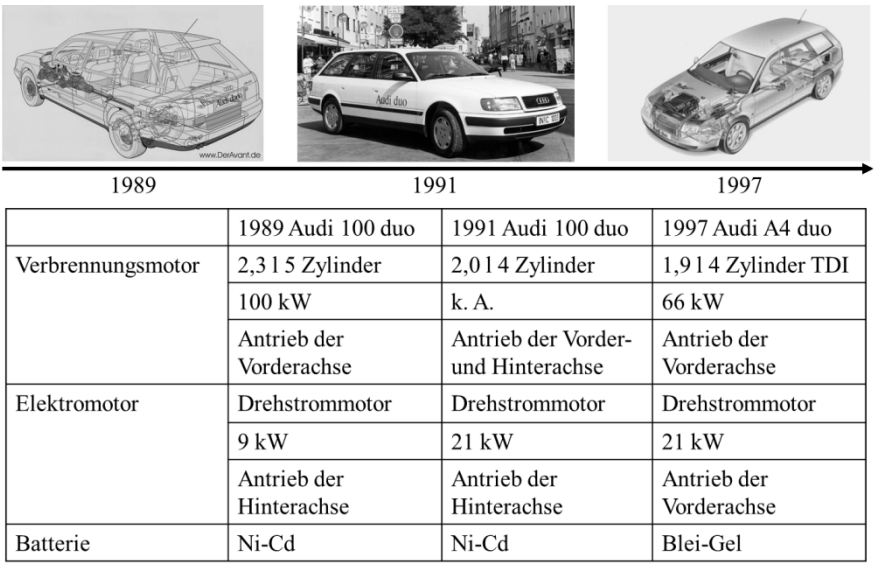 Audi duo
www.DerAvant.de
Audi duo
1989
1991
1997
1989 Audi 100 duo
1991 Audi 100 duo
1997 Audi A4 duo
Verbrennungsmotor
2,3 l 5 Zylinder
2,0 l 4 Zylinder
1,9 l 4 Zylinder TDI
100 kW
k. A.
66 kW
Antrieb der
Vorderachse
Antrieb der Vorder-
und Hinterachse
Antrieb der
Vorderachse
Elektromotor
Drehstrommotor
Drehstrommotor
Drehstrommotor
9 kW
21 kW
21 kW
Antrieb der
Hinterachse
Antrieb der
Hinterachse
Antrieb der
Vorderachse
Batterie
Ni-Cd
Ni-Cd
Blei-Gel